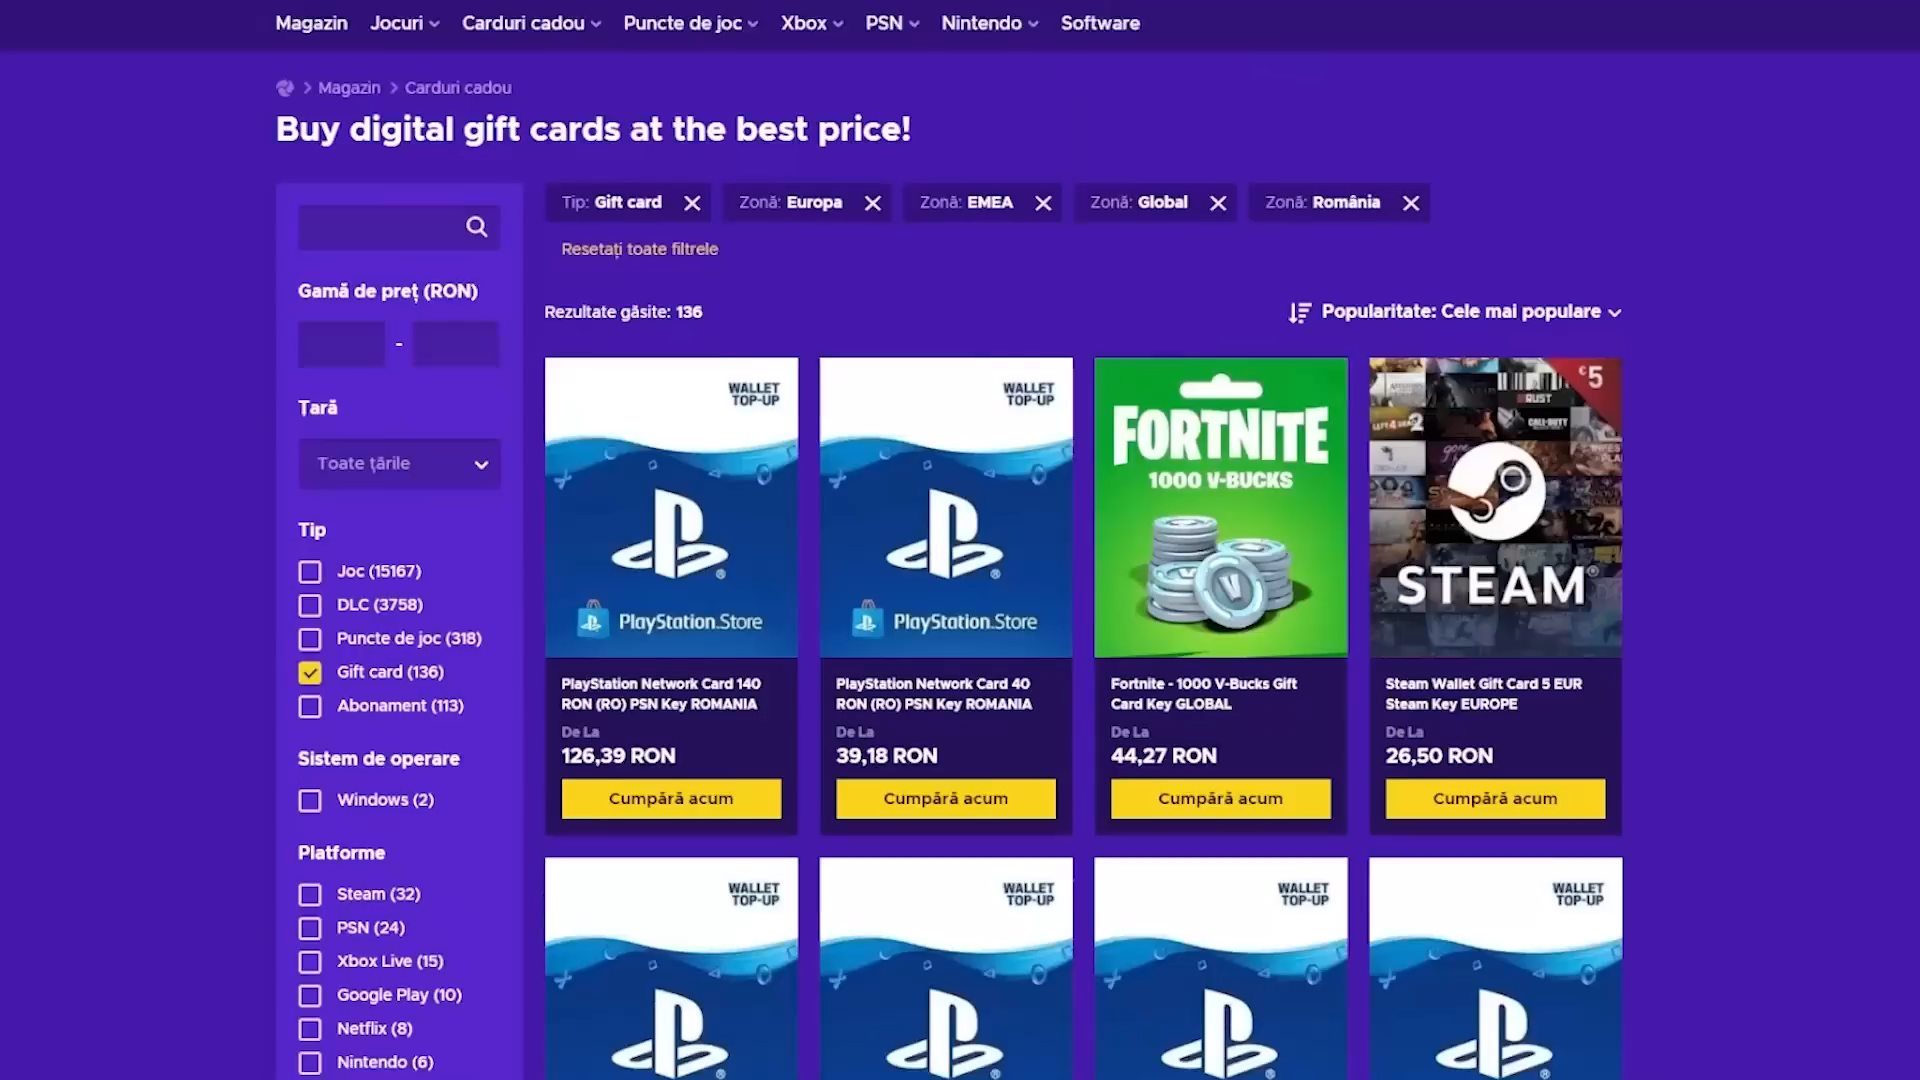 Magazin Jocuri Carduri cadou Puncte de joc Xbox PSN Nintendo Software
Magazin Carduri cadou
Buy digital gift cards at the best price!
Tip: Gift card Zonă: Europa Zonă: EMEA Zonă: Global Zonă: România
Resetați toate filtrele
Gamă de preț (RON)
-
Țară
Toate țările
Tip
Joc (15167)
DLC (3758)
Puncte de joc (318)
Gift card (136)
Abonament (113)
Sistem de operare
Windows (2)
Platforme
Steam (32)
PSN (24)
Xbox Live (15)
Google Play (10)
Netflix (8)
Nintendo (6)
Rezultate găsite: 136
Popularitate: Cele mai populare
WALLET
TOP-UP
PlayStation.Store
PlayStation Network Card 140
RON (RO) PSN Key ROMANIA
De La
126,39 RON
Cumpără acum
WALLET
TOP-UP
PlayStation.Store
PlayStation Network Card 40
RON (RO) PSN Key ROMANIA
De La
39,18 RON
Cumpără acum
FORTNITE
1000 V-BUCKS
Fortnite - 1000 V-Bucks Gift
Card Key GLOBAL
De La
44,27 RON
Cumpără acum
€5
RUST
LEFT 4 DEAD 2
CALL·DUTY
STEAM®
Steam Wallet Gift Card 5 EUR
Steam Key EUROPE
De La
26,50 RON
Cumpără acum
WALLET
TOP-UP
WALLET
TOP-UP
WALLET
TOP-UP
WALLET
TOP-UP